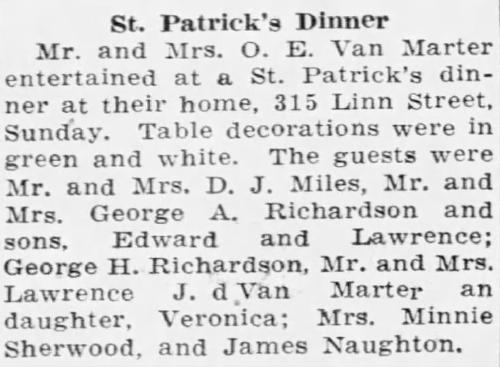 St. Patrick's Dinner
Mr. and Mrs. O. E. Van Marter
entertained at a St. Patrick's din-
ner at their home, 315 Linn Street,
Sunday. Table decorations were in
green and white. The guests were
Mr. and Mrs. D. J. Miles, Mr. and
Mrs. George A. Richardson and
sons, Edward and Lawrence;
George H. Richardson, Mr. and Mrs.
Lawrence J. d Van Marter an
daughter, Veronica; Mrs. Minnie
Sherwood, and James Naughton.